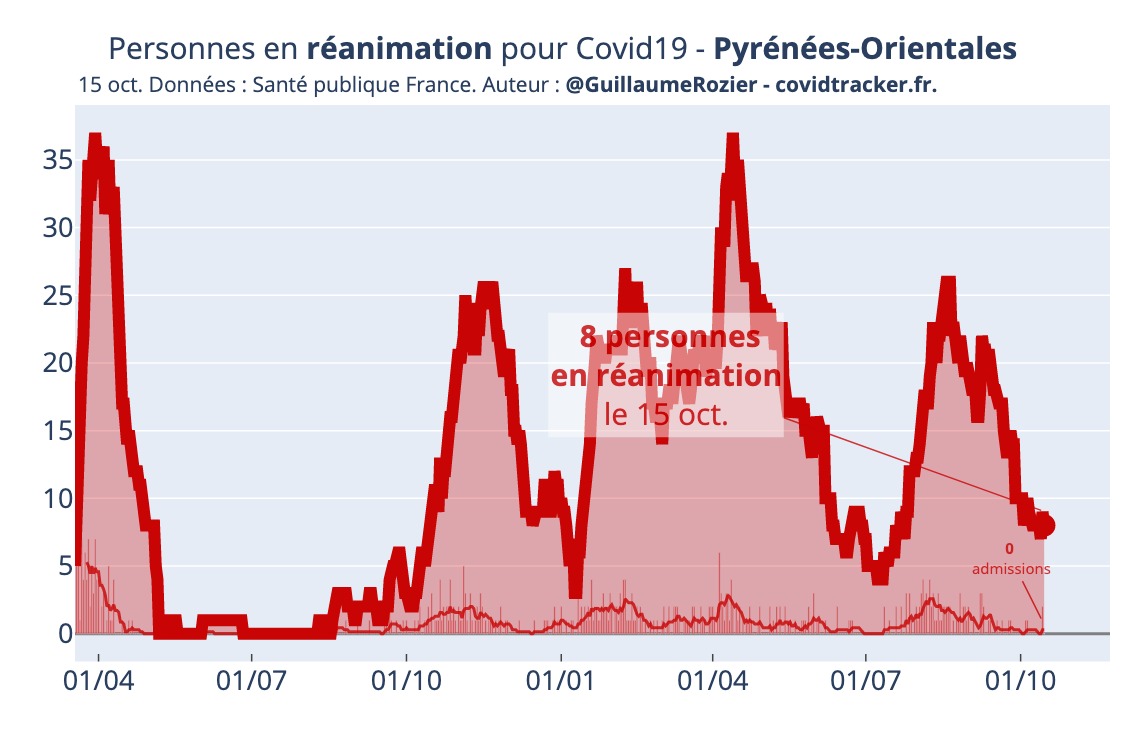 Personnes en réanimation pour Covid19 - Pyrénées-Orientales
15 oct. Données : Santé publique France. Auteur : @GuillaumeRozier - covidtracker.fr.
35
30
25
20
15
10
5
0
8 personnes
en réanimation
le 15 oct.
0
admissions
01/04
01/07
01/10
01/01
01/04
01/07
01/10